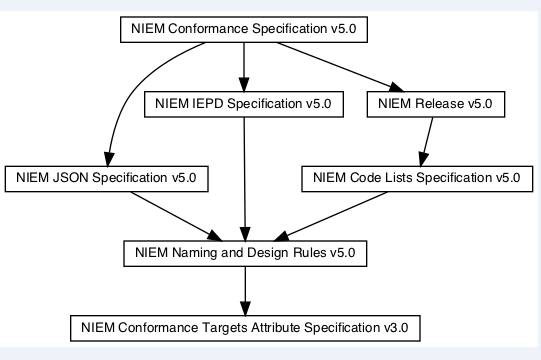 NIEM Conformance Specification v5.0
NIEM IEPD Specification v5.0
NIEM Release v5.0
NIEM JSON Specification v5.0
NIEM Code Lists Specification v5.0
NIEM Naming and Design Rules v5.0
NIEM Conformance Targets Attribute Specification v3.0